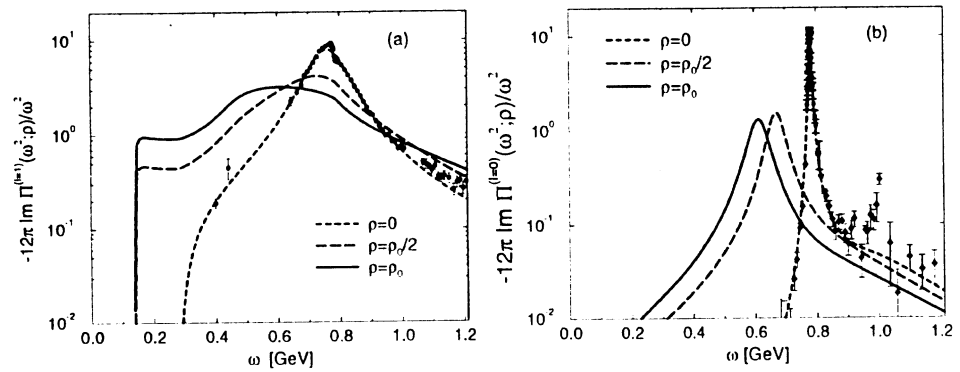 (a)
-12π Im Π^(I=1)(ω²;ρ)/ω²
10¹
10⁰
10⁻¹
10⁻²
ρ=0
ρ=ρ₀/2
ρ=ρ₀
0.0 0.2 0.4 0.6 0.8 1.0 1.2
ω [GeV]
(b)
-12π Im Π^(I=0)(ω²;ρ)/ω²
10¹
10⁰
10⁻¹
10⁻²
ρ=0
ρ=ρ₀/2
ρ=ρ₀
0.0 0.2 0.4 0.6 0.8 1.0 1.2
ω [GeV]